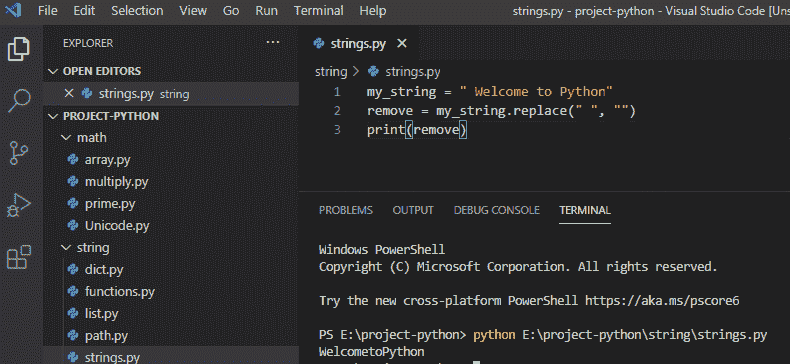 File Edit Selection View Go Run Terminal Help strings.py - project-python - Visual Studio Code [Uns
EXPLORER
OPEN EDITORS
strings.py string
PROJECT-PYTHON
math
array.py
multiply.py
prime.py
Unicode.py
string
dict.py
functions.py
list.py
path.py
strings.py
strings.py
string > strings.py
1 my_string = " Welcome to Python"
2 remove = my_string.replace(" ", "")
3 print(remove)
PROBLEMS OUTPUT DEBUG CONSOLE TERMINAL
Windows PowerShell
Copyright (C) Microsoft Corporation. All rights reserved.
Try the new cross-platform PowerShell https://aka.ms/pscore6
PS E:\project-python> python E:\project-python\string\strings.py
WelcometoPython